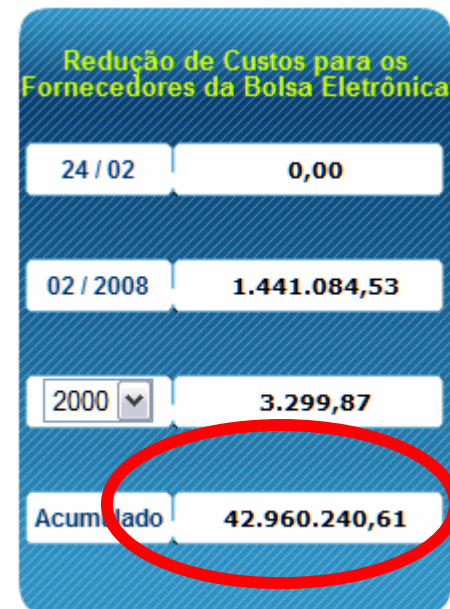 Redução de Custos para os
Fornecedores da Bolsa Eletrônica
24 / 02 0,00
02 / 2008 1.441.084,53
2000 3.299,87
Acumulado 42.960.240,61